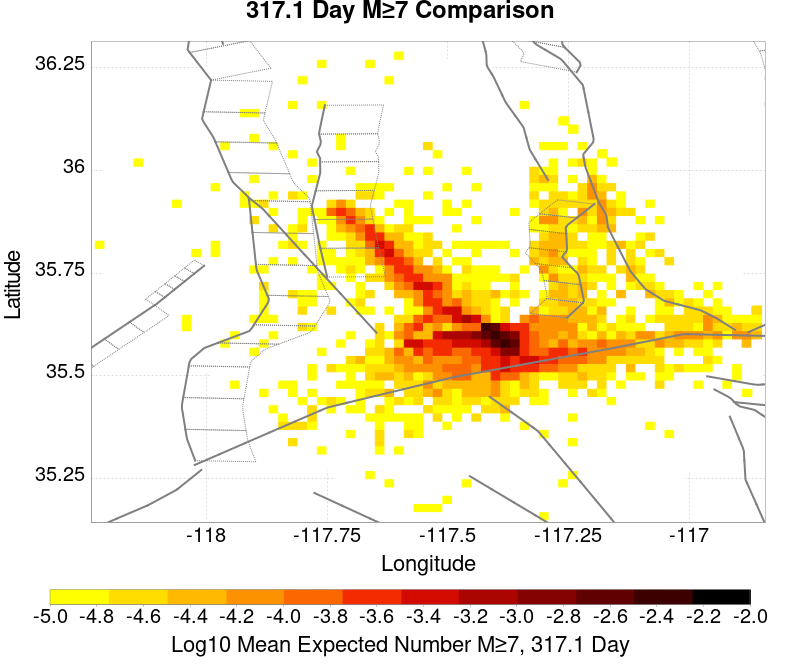 317.1 Day M≥7 Comparison
36.25
36
35.75
35.5
35.25
Latitude
-118 -117.75 -117.5 -117.25 -117
Longitude
-5.0 -4.8 -4.6 -4.4 -4.2 -4.0 -3.8 -3.6 -3.4 -3.2 -3.0 -2.8 -2.6 -2.4 -2.2 -2.0
Log10 Mean Expected Number M≥7, 317.1 Day